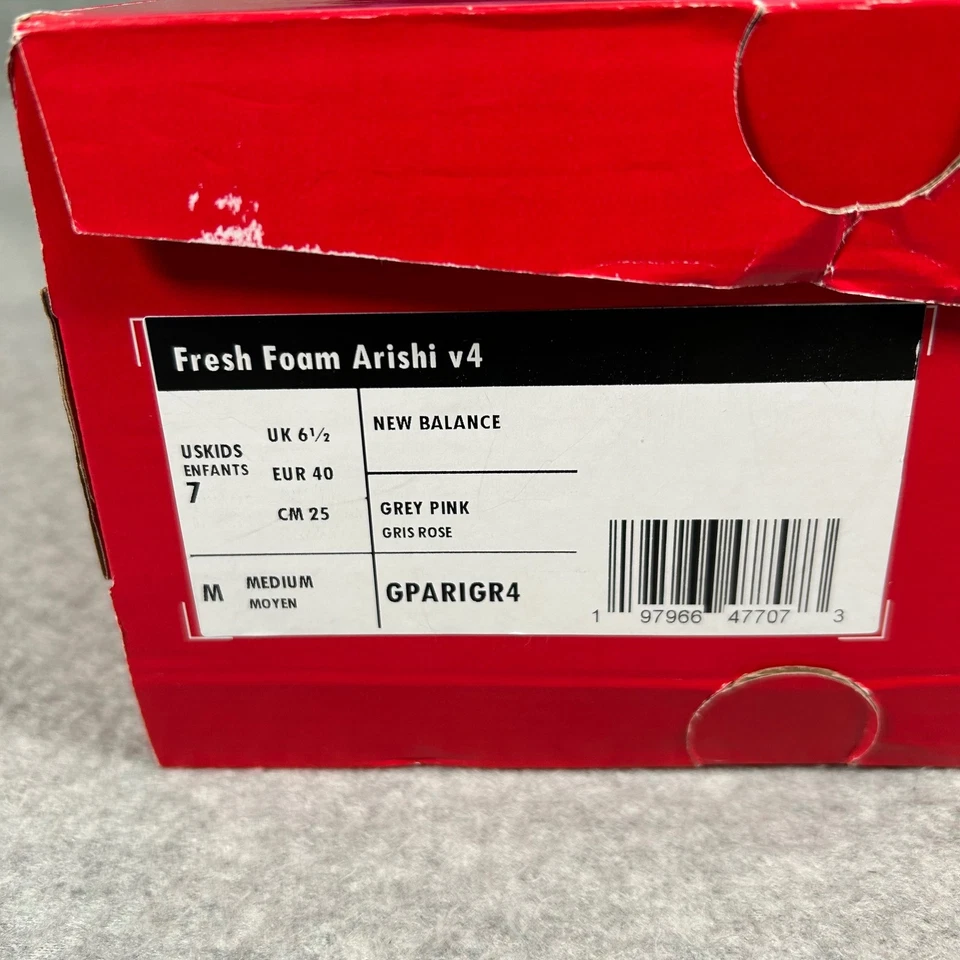 Fresh Foam Arishi v4
USKIDS
ENFANTS
7
UK 6½
EUR 40
CM 25
NEW BALANCE
GREY PINK
GRIS ROSE
M
MEDIUM
MOYEN
GPARIGR4
1 97966 47707 3